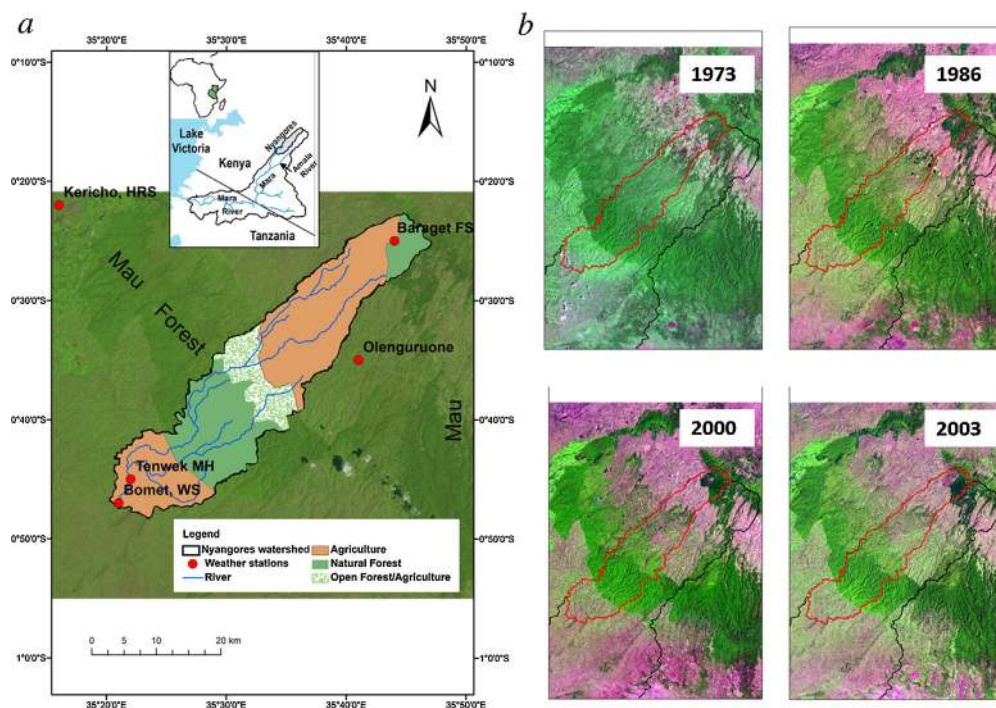 a
35°20'0"E 35°30'0"E 35°40'0"E 35°50'0"E
0°10'0"S
0°20'0"S
0°30'0"S
0°40'0"S
0°50'0"S
1°0'0"S
0°10'0"S
0°20'0"S
0°30'0"S
0°40'0"S
0°50'0"S
1°0'0"S
N
Lake
Victoria
Kenya
Nyangores
Amala
River
Mara
Mara
River
Tanzania
Kericho, HRS
Baraget FS
Mau Forest
Olenguruone
Mau
Tenwek MH
Bomet, WS
Legend
Nyangores watershed
Agriculture
Weather stations
Natural Forest
River
Open Forest/Agriculture
0 5 10 20 km
35°20'0"E 35°30'0"E 35°40'0"E 35°50'0"E
b
1973
1986
2000
2003